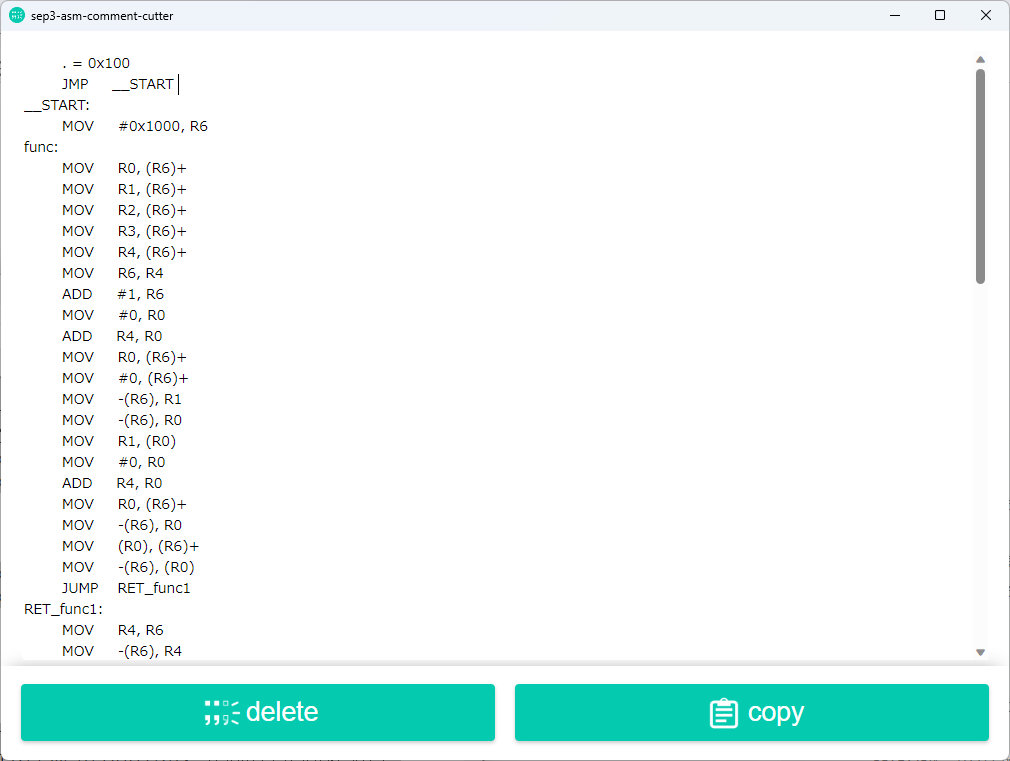 sep3-asm-comment-cutter
. = 0x100
JMP __START
__START:
MOV #0x1000, R6
func:
MOV R0, (R6)+
MOV R1, (R6)+
MOV R2, (R6)+
MOV R3, (R6)+
MOV R4, (R6)+
MOV R6, R4
ADD #1, R6
MOV #0, R0
ADD R4, R0
MOV R0, (R6)+
MOV #0, (R6)+
MOV -(R6), R1
MOV -(R6), R0
MOV R1, (R0)
MOV #0, R0
ADD R4, R0
MOV R0, (R6)+
MOV -(R6), R0
MOV (R0), (R6)+
MOV -(R6), (R0)
JUMP RET_func1
RET_func1:
MOV R4, R6
MOV -(R6), R4
delete
copy